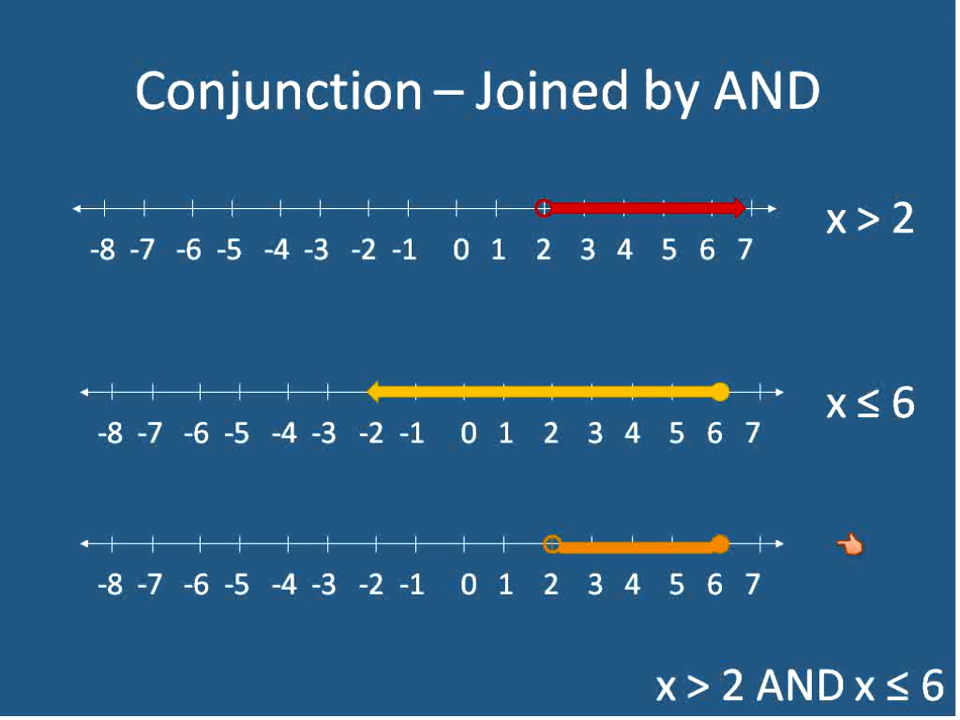 Conjunction – Joined by AND
x > 2
-8 -7 -6 -5 -4 -3 -2 -1 0 1 2 3 4 5 6 7
x ≤ 6
-8 -7 -6 -5 -4 -3 -2 -1 0 1 2 3 4 5 6 7
-8 -7 -6 -5 -4 -3 -2 -1 0 1 2 3 4 5 6 7
x > 2 AND x ≤ 6